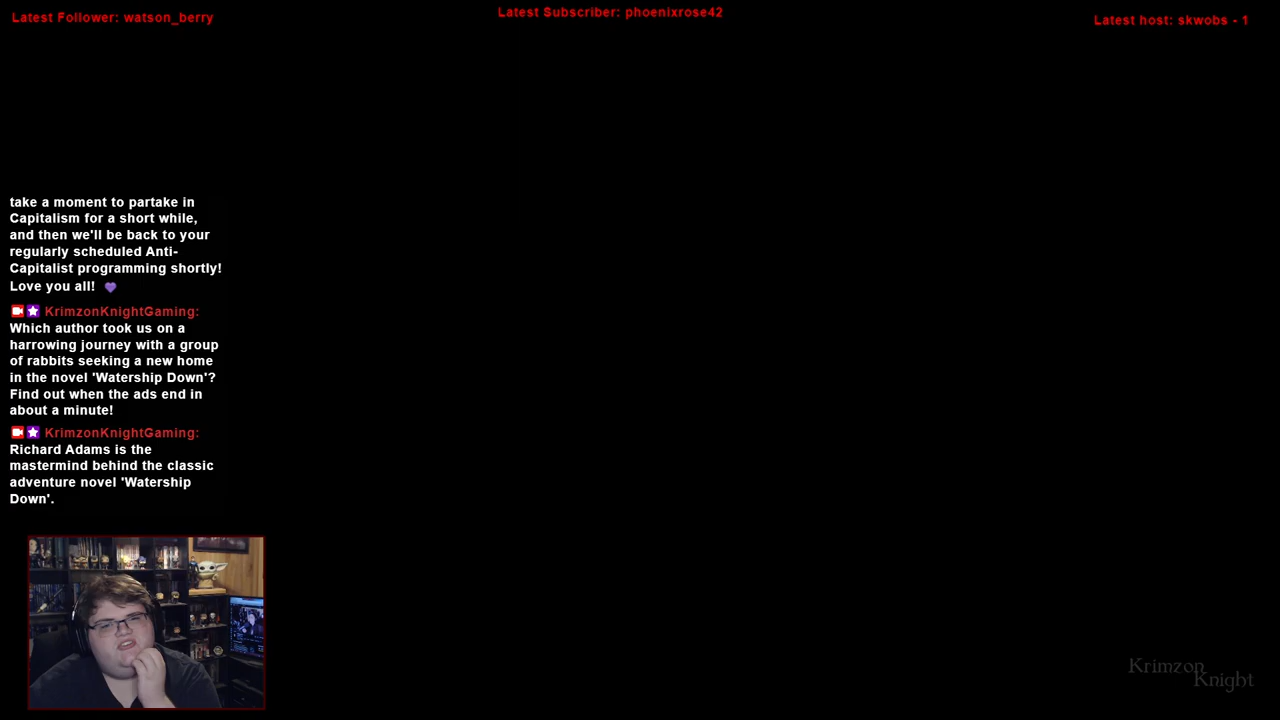 Latest Follower: watson_berry
Latest Subscriber: phoenixrose42
Latest host: skwobs - 1
take a moment to partake in
Capitalism for a short while,
and then we'll be back to your
regularly scheduled Anti-
Capitalist programming shortly!
Love you all! 💜
KrimzonKnightGaming:
Which author took us on a
harrowing journey with a group
of rabbits seeking a new home
in the novel 'Watership Down'?
Find out when the ads end in
about a minute!
KrimzonKnightGaming:
Richard Adams is the
mastermind behind the classic
adventure novel 'Watership
Down'.
Krimzon
Knight